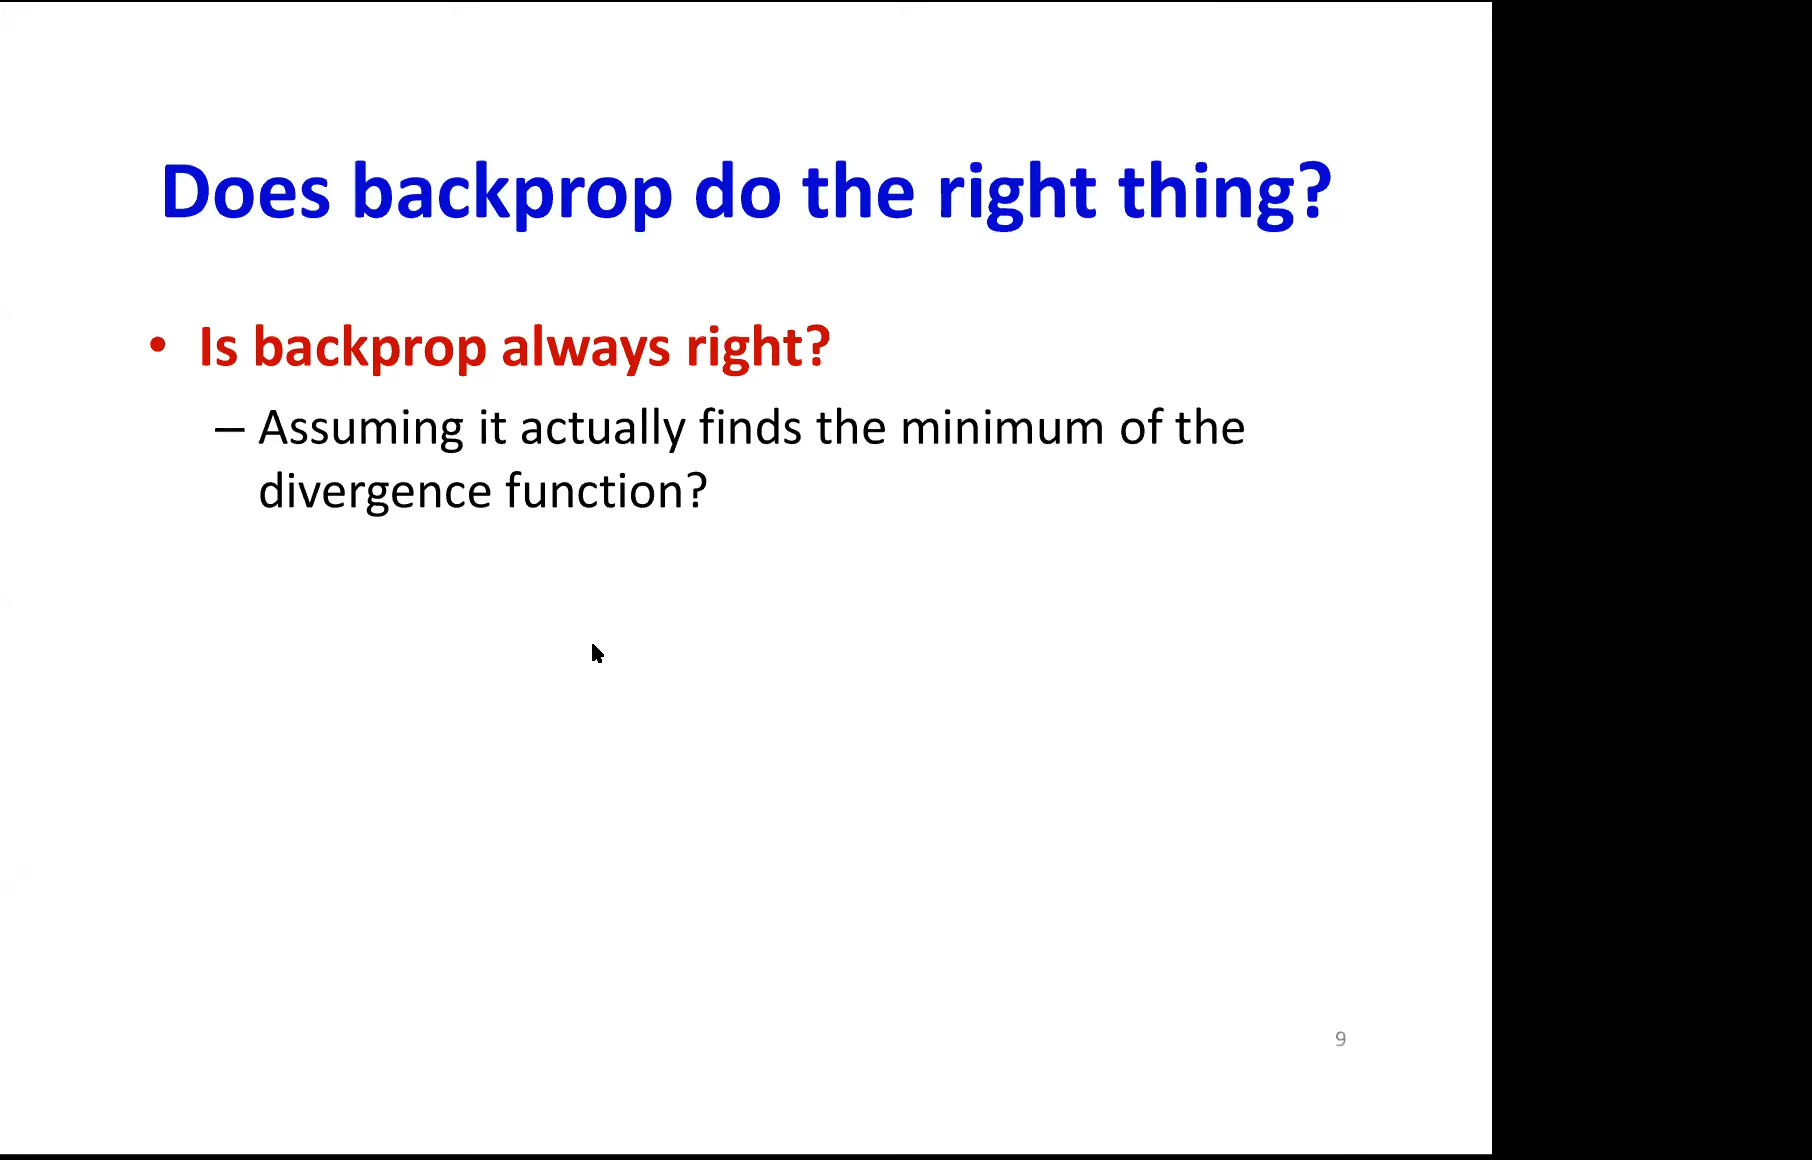 Does backprop do the right thing?
• Is backprop always right?
– Assuming it actually finds the minimum of the
divergence function?
9